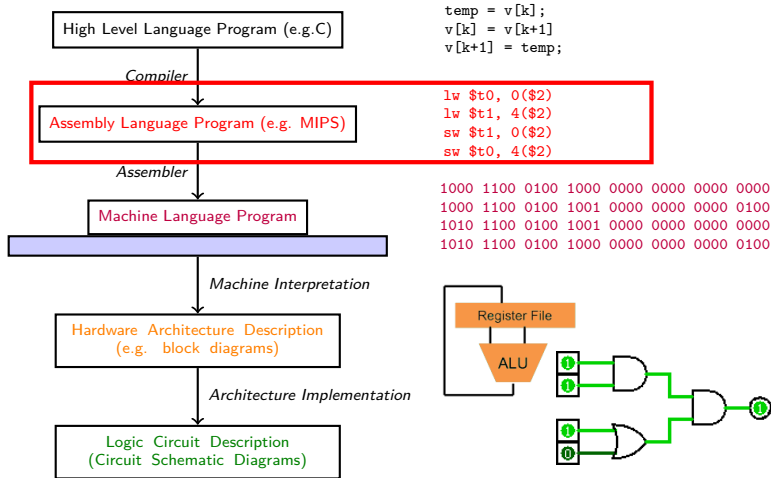 High Level Language Program (e.g.C)
temp = v[k];
v[k] = v[k+1]
v[k+1] = temp;
Compiler
Assembly Language Program (e.g. MIPS)
lw $t0, 0($2)
lw $t1, 4($2)
sw $t1, 0($2)
sw $t0, 4($2)
Assembler
Machine Language Program
1000 1100 0100 1000 0000 0000 0000 0000
1000 1100 0100 1001 0000 0000 0000 0100
1010 1100 0100 1001 0000 0000 0000 0000
1010 1100 0100 1000 0000 0000 0000 0100
Machine Interpretation
Hardware Architecture Description
(e.g. block diagrams)
Register File
ALU
Architecture Implementation
Logic Circuit Description
(Circuit Schematic Diagrams)
1
1
1
0
1